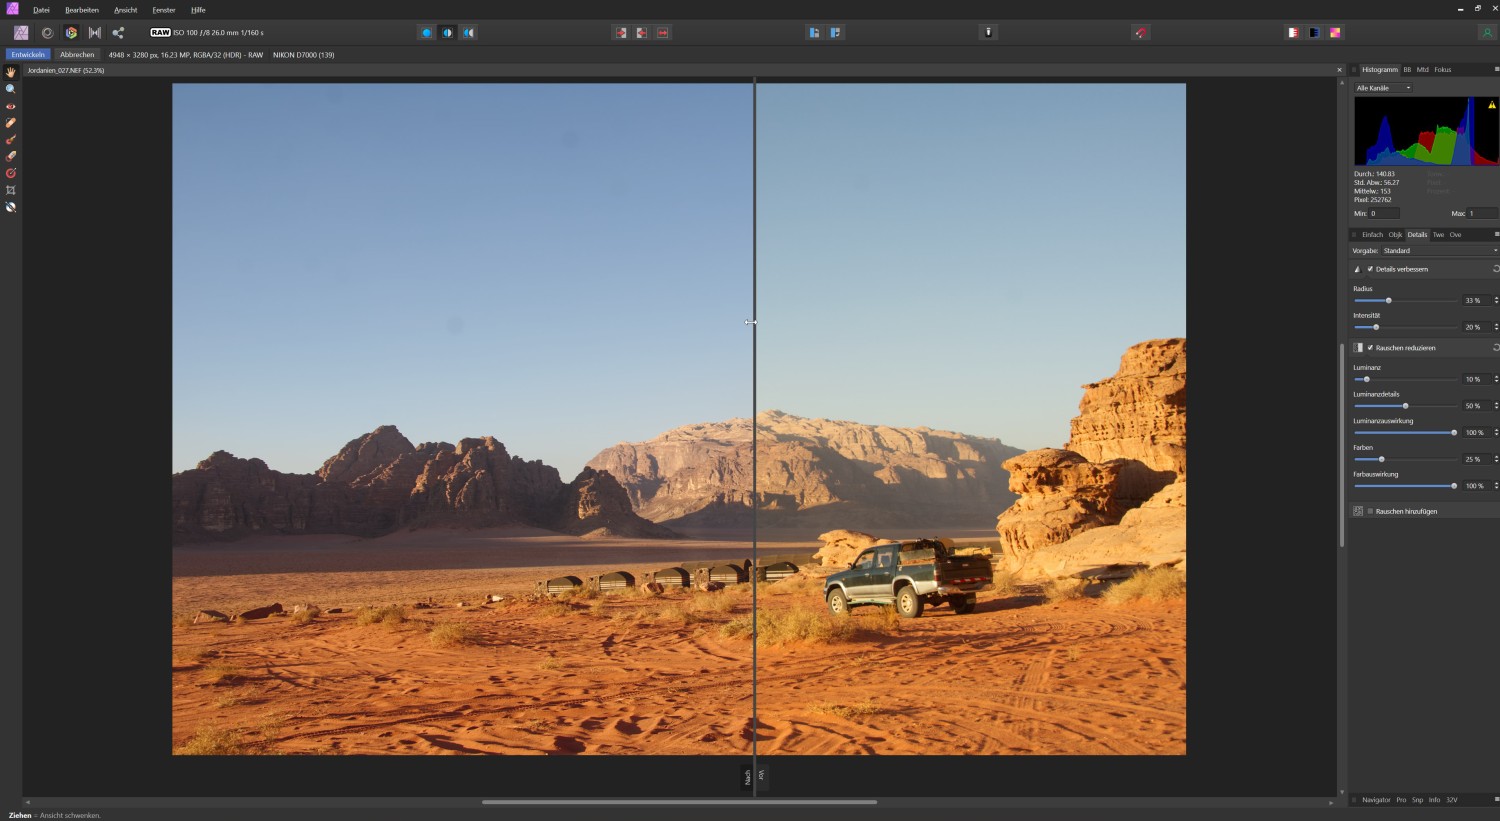 Datei Bearbeiten Ansicht Fenster Hilfe
RAW ISO 100 ƒ/8 26.0 mm 1/160 s
Entwickeln Abbrechen 4948 × 3280 px, 16.23 MP, RGBA/32 (HDR) - RAW NIKON D7000 (139)
Jordanien_027.NEF (52.3%)
Histogramm BB Mtd Fokus
Alle Kanäle
Durch.: 140.83
Std. Abw.: 56.27
Mittelw.: 153
Pixel: 252762
Min: 0 Max: 1
Einfach Objk Details Twe Ove
Vorgabe: Standard
Details verbessern
Radius
33 %
Intensität
20 %
Rauschen reduzieren
Luminanz
10 %
Luminanzdetails
50 %
Luminanzauswirkung
100 %
Farben
25 %
Farbauswirkung
100 %
Rauschen hinzufügen
Nach Vor
Navigator Pro Snp Info 32V
Ziehen = Ansicht schwenken.